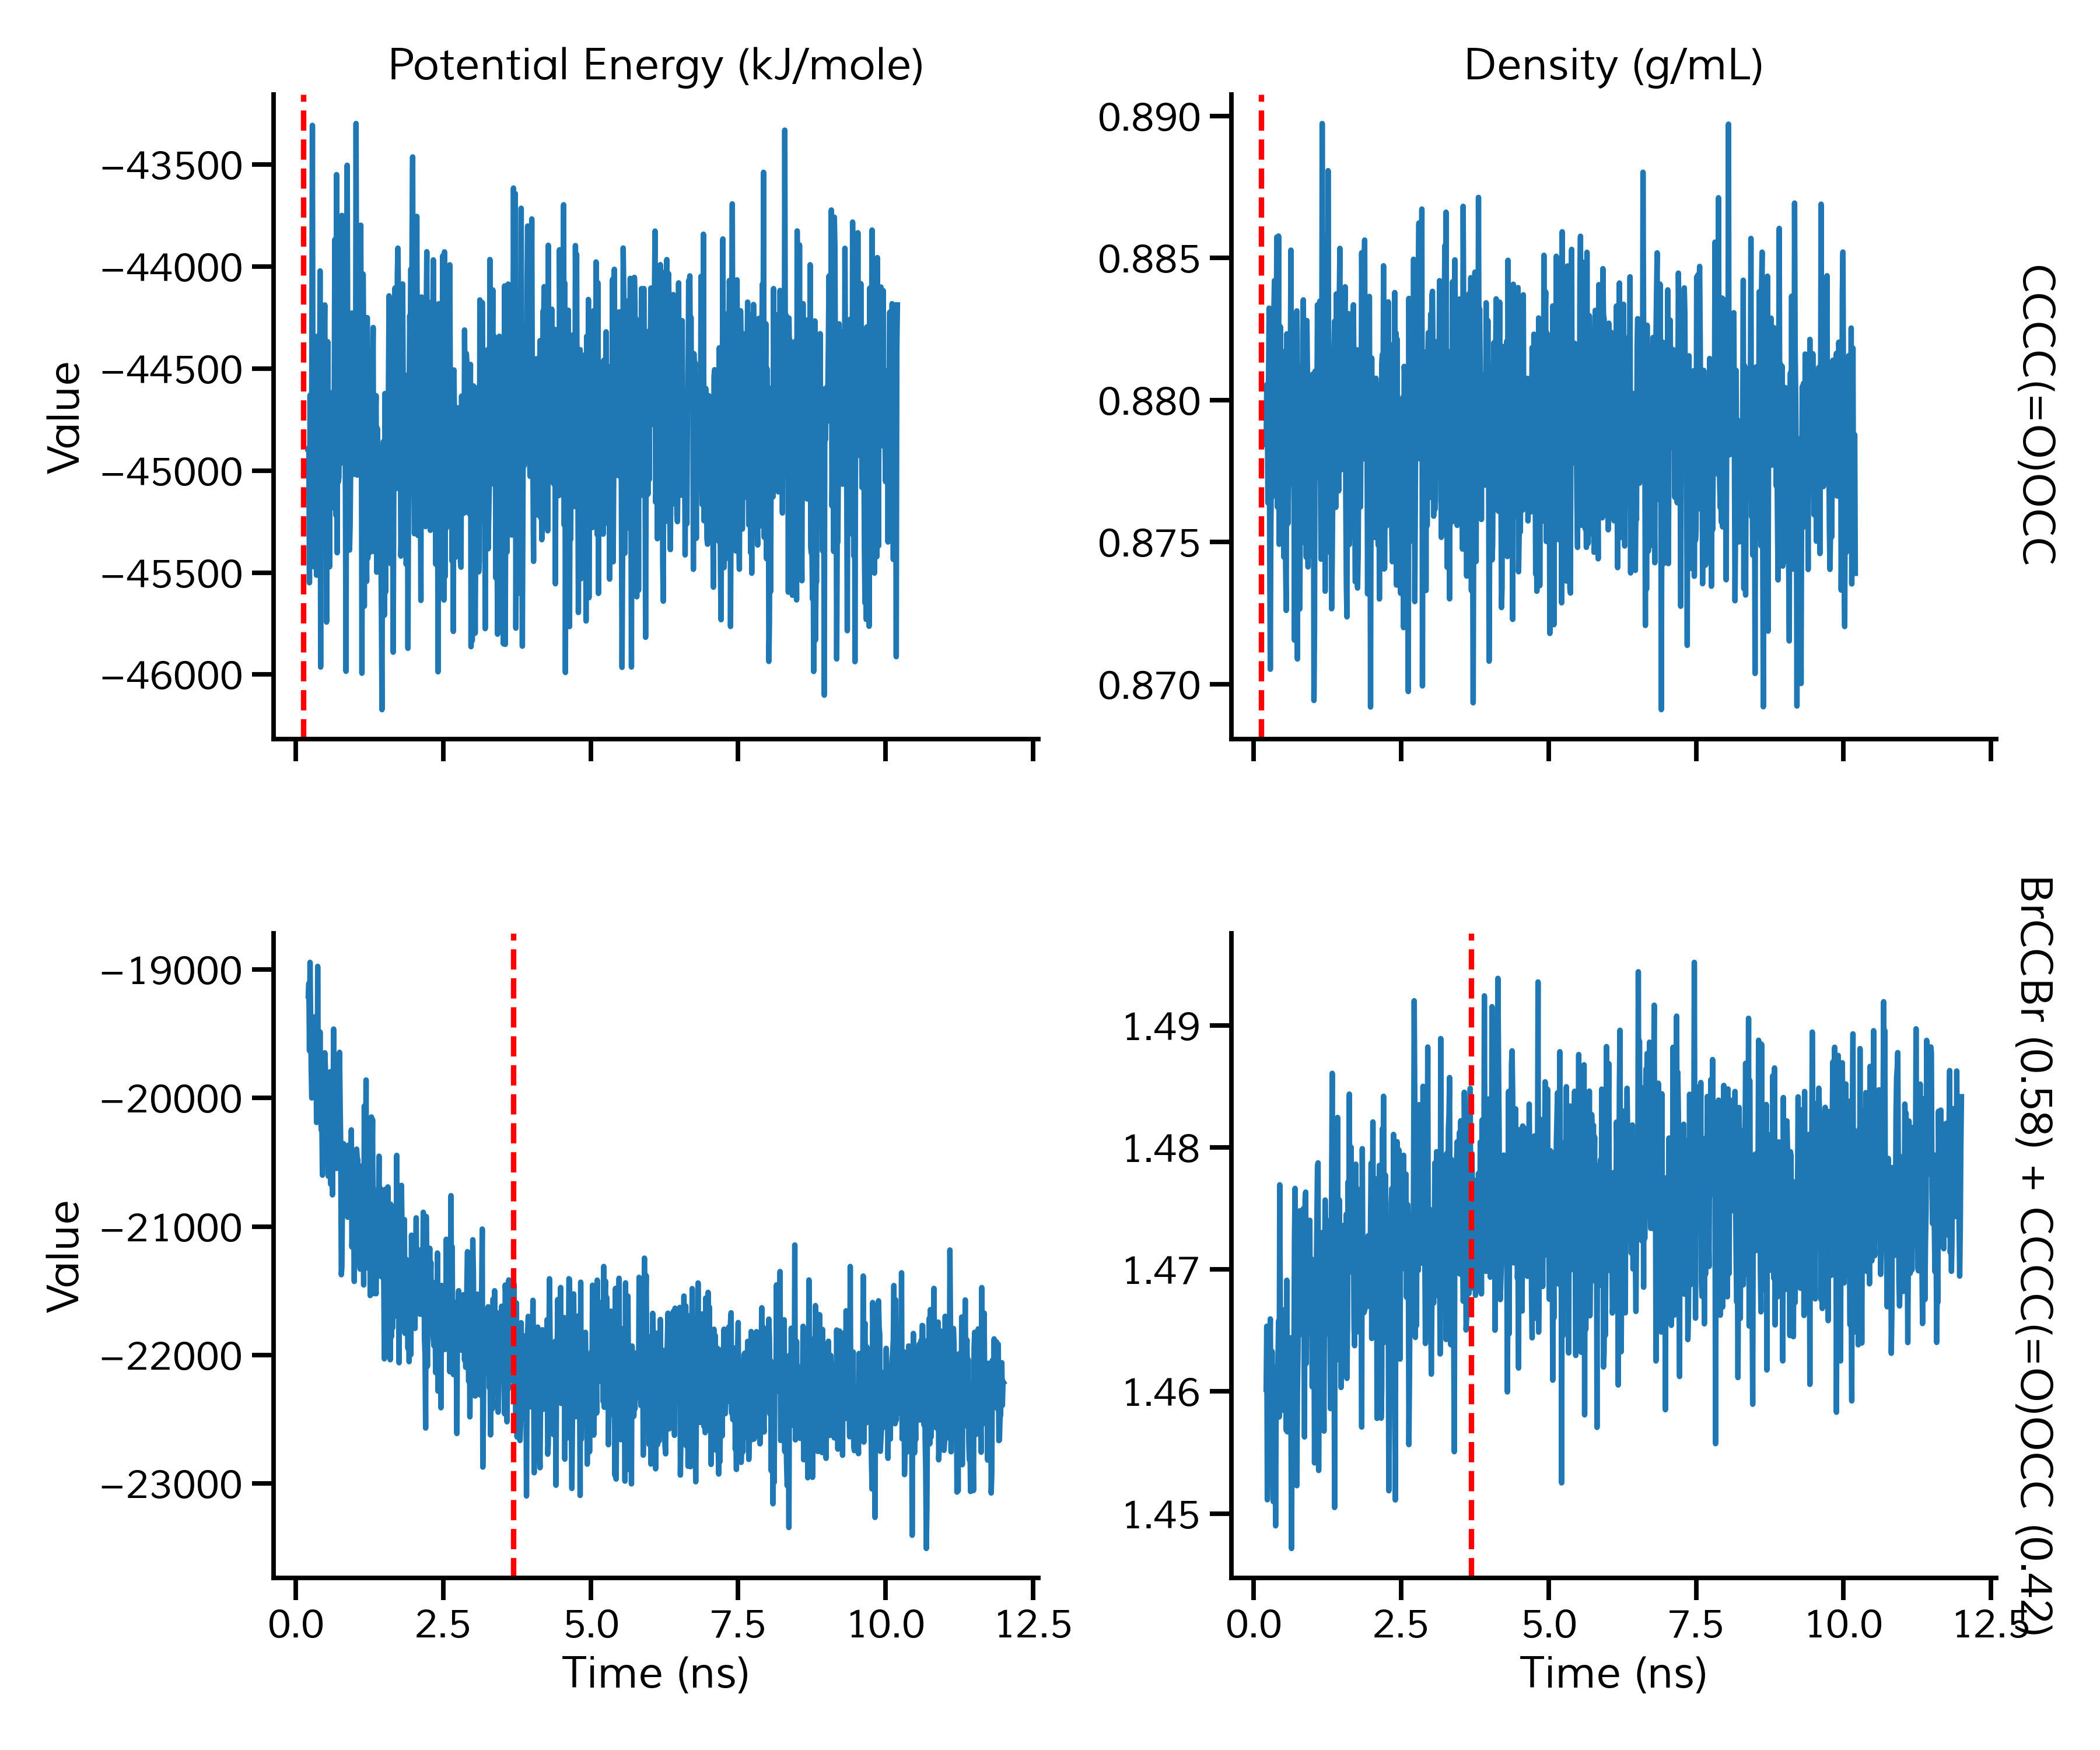 Potential Energy (kJ/mole)
Density (g/mL)
Value
−43500
−44000
−44500
−45000
−45500
−46000
0.890
0.885
0.880
0.875
0.870
CCCC(=O)OCC
Value
−19000
−20000
−21000
−22000
−23000
0.0 2.5 5.0 7.5 10.0 12.5
Time (ns)
1.49
1.48
1.47
1.46
1.45
0.0 2.5 5.0 7.5 10.0 12.5
Time (ns)
BrCCBr (0.58) + CCCC(=O)OCC (0.42)